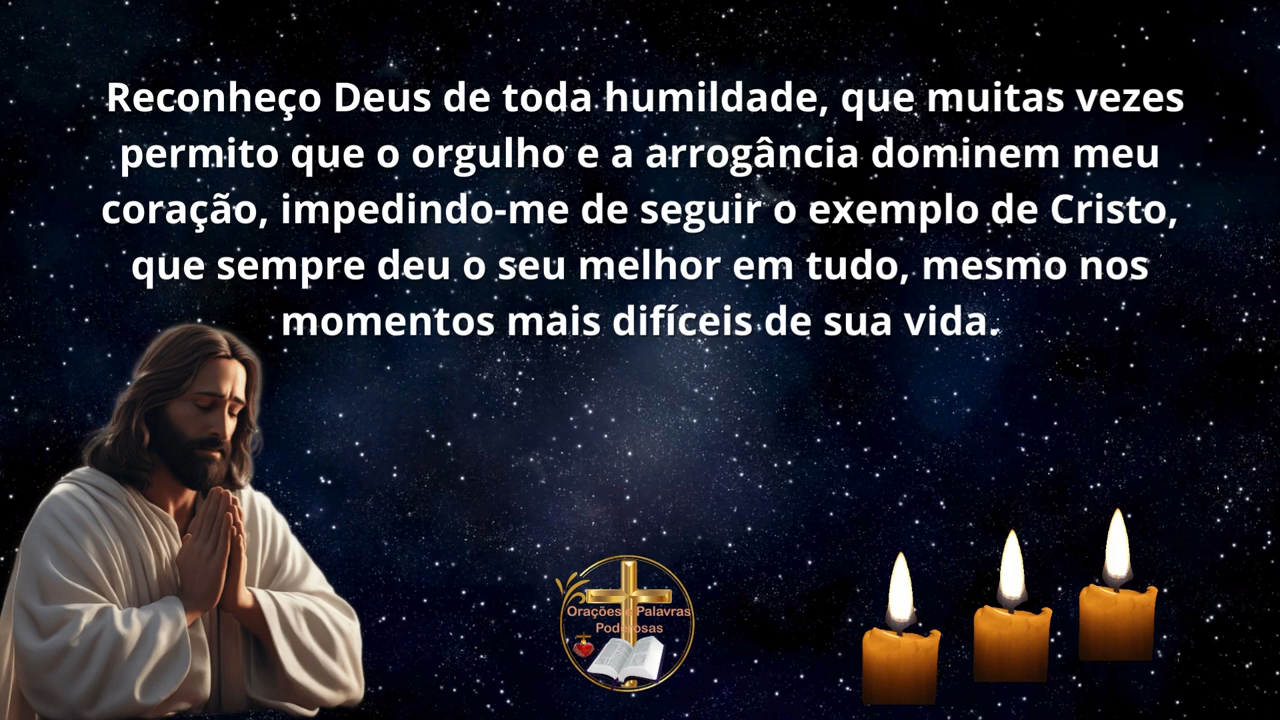 Reconheço Deus de toda humildade, que muitas vezes
permito que o orgulho e a arrogância dominem meu
coração, impedindo-me de seguir o exemplo de Cristo,
que sempre deu o seu melhor em tudo, mesmo nos
momentos mais difíceis de sua vida.
Orações e Palavras
Poderosas